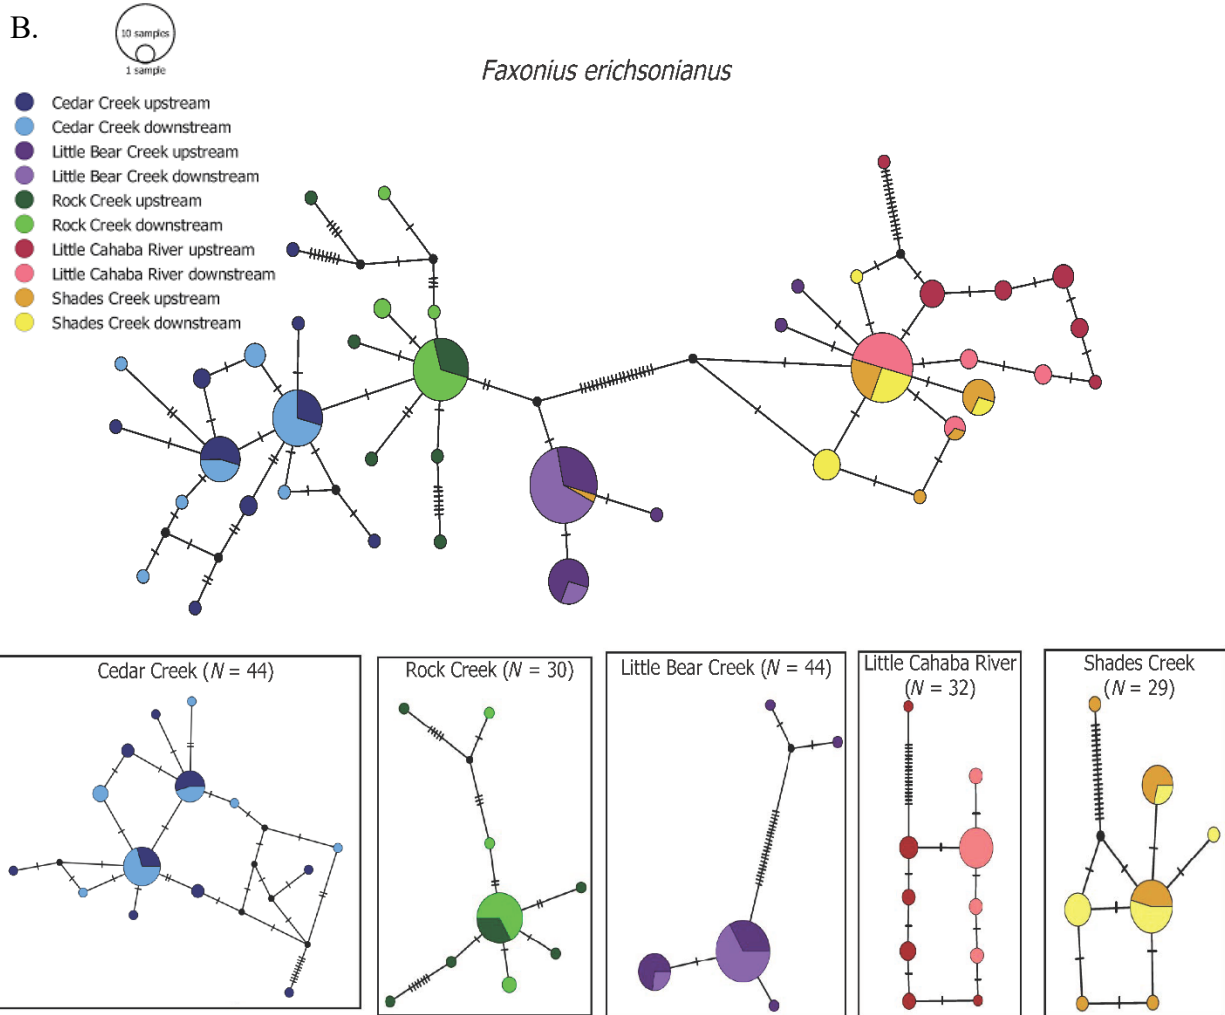 B.
10 samples
1 sample
Faxonius erichsonianus
Cedar Creek upstream
Cedar Creek downstream
Little Bear Creek upstream
Little Bear Creek downstream
Rock Creek upstream
Rock Creek downstream
Little Cahaba River upstream
Little Cahaba River downstream
Shades Creek upstream
Shades Creek downstream
Cedar Creek (N = 44)
Rock Creek (N = 30)
Little Bear Creek (N = 44)
Little Cahaba River
(N = 32)
Shades Creek
(N = 29)